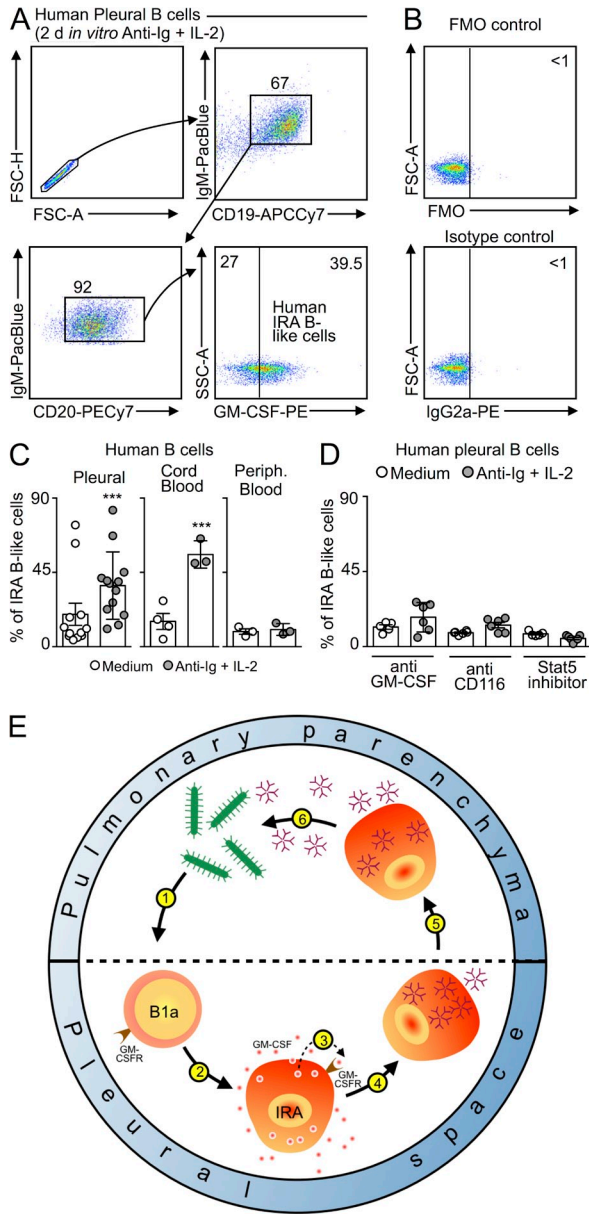 A
Human Pleural B cells
(2 d in vitro Anti-Ig + IL-2)
FSC-H
FSC-A
67
IgM-PacBlue
CD19-APCCy7
92
IgM-PacBlue
CD20-PECy7
27
39.5
Human
IRA B-
like cells
SSC-A
GM-CSF-PE
B
FMO control
<1
FSC-A
FMO
Isotype control
<1
FSC-A
IgG2a-PE
C
Human B cells
Pleural
Cord
Blood
Periph.
Blood
***
***
% of IRA B-like cells
90
45
0
Medium
Anti-Ig + IL-2
D
Human pleural B cells
Medium
Anti-Ig + IL-2
% of IRA B-like cells
90
45
0
anti
GM-CSF
anti
CD116
Stat5
inhibitor
E
Pulmonary parenchyma
6
1
5
B1a
GM-
CSFR
2
GM-CSF
3
GM-
CSFR
IRA
4
Pleural space